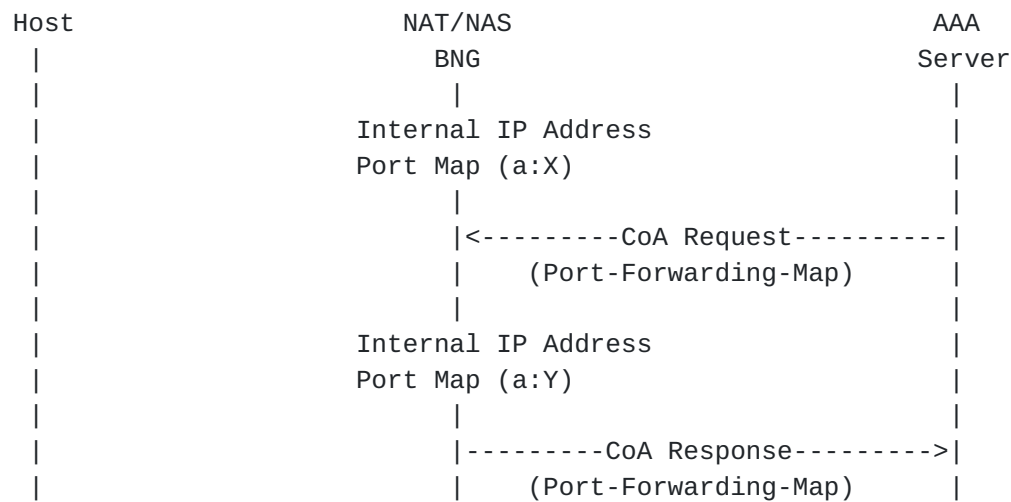 Host NAT/NAS AAA
| BNG Server
| | |
| Internal IP Address |
| Port Map (a:X) |
| | |
| |<---------CoA Request----------|
| | (Port-Forwarding-Map) |
| | |
| Internal IP Address |
| Port Map (a:Y) |
| | |
| |---------CoA Response--------->|
| | (Port-Forwarding-Map) |